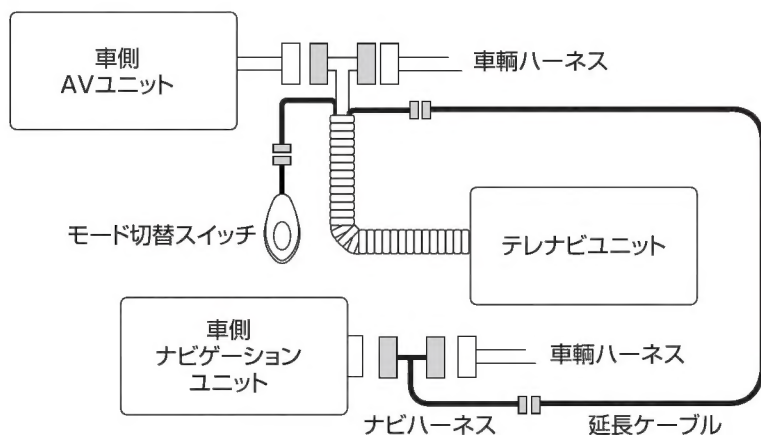 車側
AVユニット
車輌ハーネス
モード切替スイッチ
テレナビユニット
車側
ナビゲーション
ユニット
車輌ハーネス
ナビハーネス
延長ケーブル